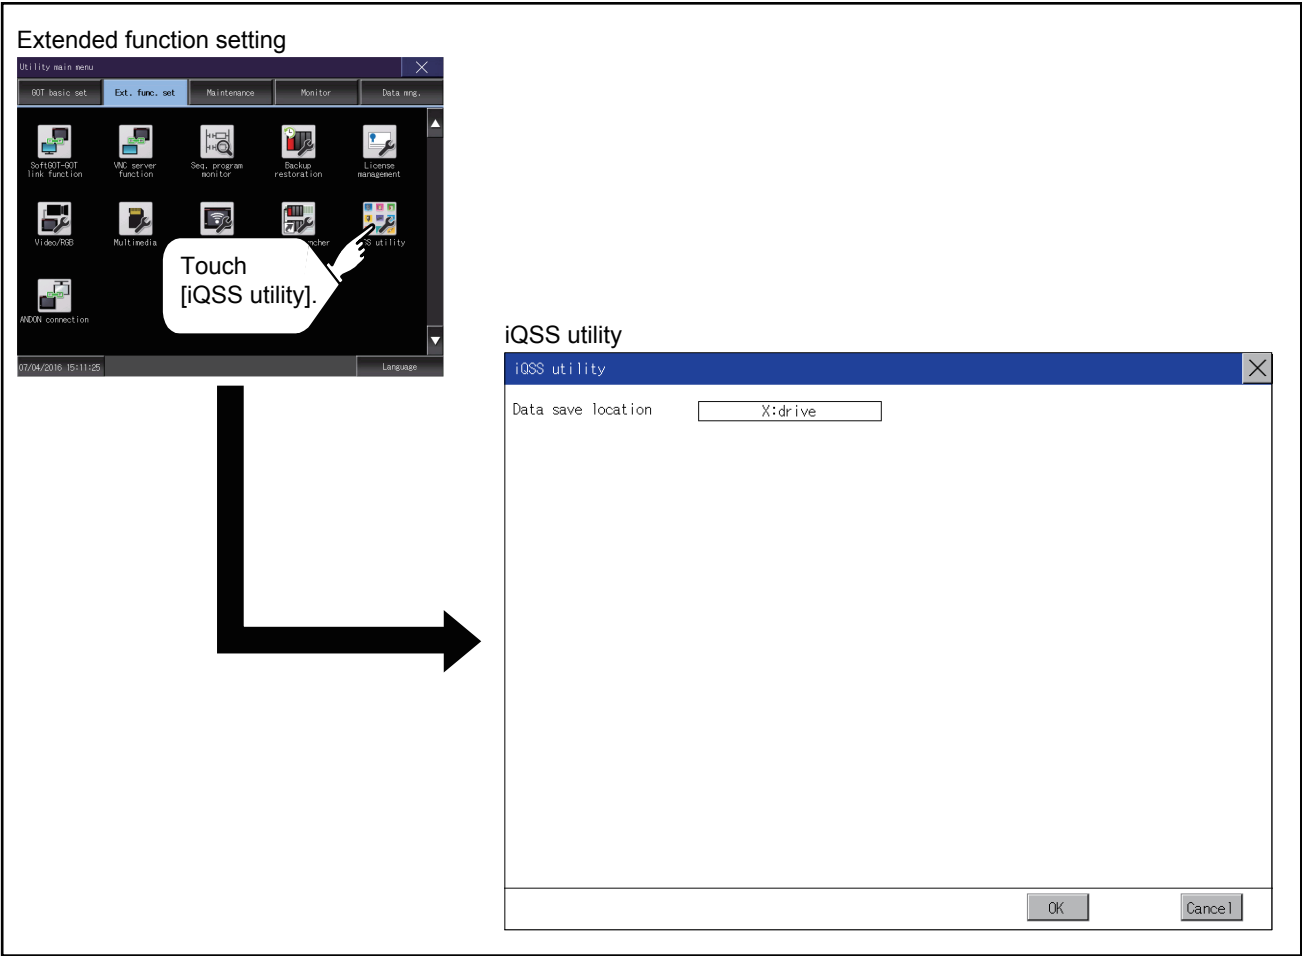 Extended function setting
Utility main menu
GOT basic set
Ext. func. set
Maintenance
Monitor
Data mng.
SoftGOT-GOT
link function
VNC server
function
Seq. program
monitor
Backup
restoration
License
management
Video/RGB
Multimedia
utility
Touch
[iQSS utility].
ANDON connection
07/04/2016 15:11:25
Language
iQSS utility
iQSS utility
Data save location
X:drive
OK
Cancel